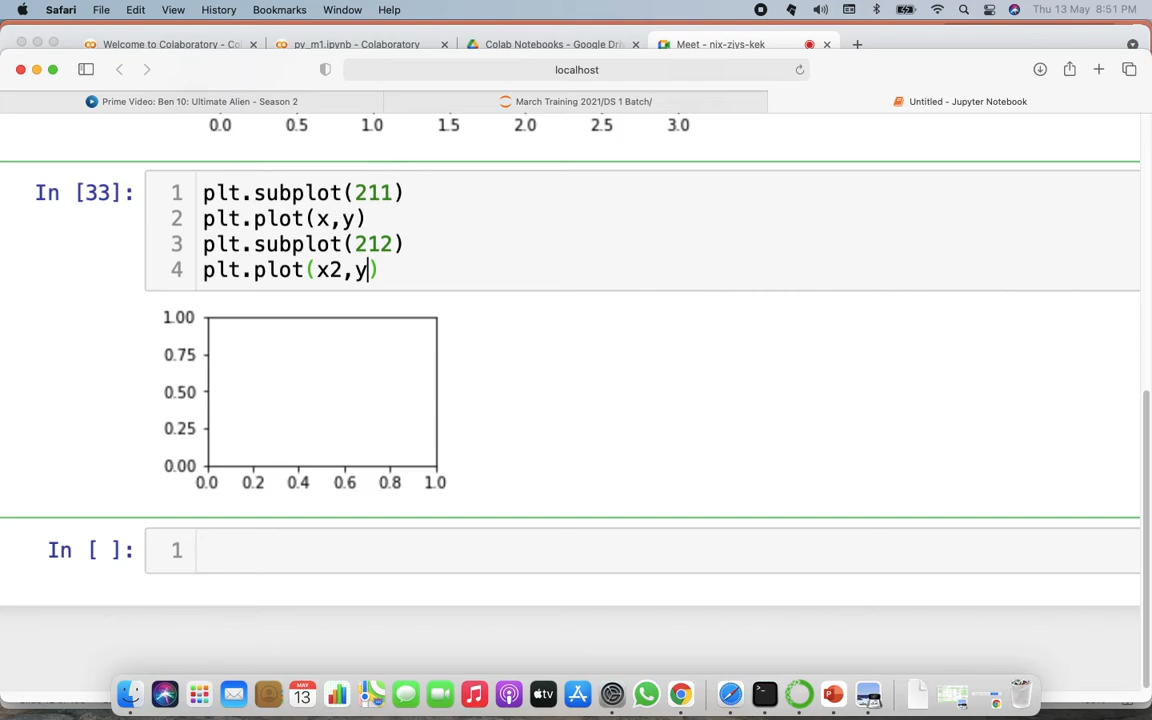 Safari File Edit View History Bookmarks Window Help Thu 13 May 8:51 PM
Welcome to Colaboratory - Co py_m1.ipynb - Colaboratory Colab Notebooks - Google Driv Meet - nix-zjys-kek
localhost
Prime Video: Ben 10: Ultimate Alien - Season 2 March Training 2021/DS 1 Batch/ Untitled - Jupyter Notebook
0.0 0.5 1.0 1.5 2.0 2.5 3.0
In [33]: 1 plt.subplot(211)
2 plt.plot(x,y)
3 plt.subplot(212)
4 plt.plot(x2,y)
1.00
0.75
0.50
0.25
0.00
0.0 0.2 0.4 0.6 0.8 1.0
In [ ]: 1
MAY
13
tv